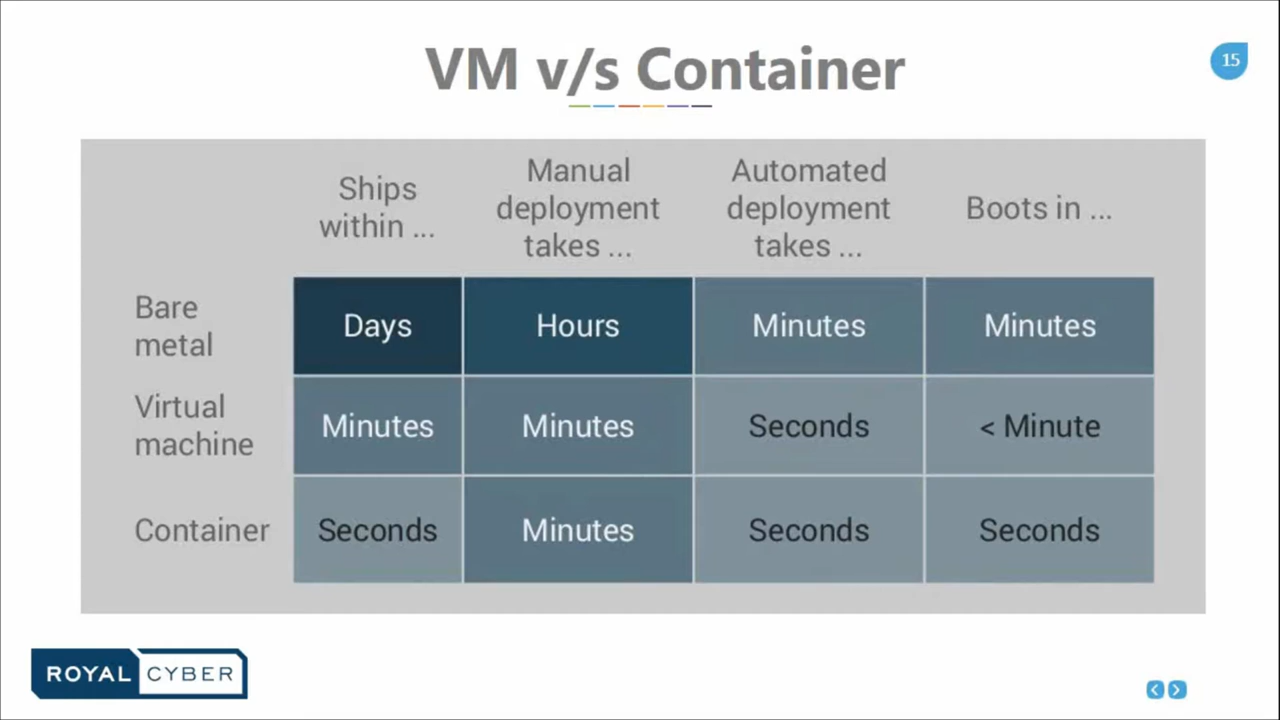 VM v/s Container
15
Ships
within ...
Manual
deployment
takes ...
Automated
deployment
takes ...
Boots in ...
Bare
metal
Days
Hours
Minutes
Minutes
Virtual
machine
Minutes
Minutes
Seconds
< Minute
Container
Seconds
Minutes
Seconds
Seconds
ROYAL CYBER